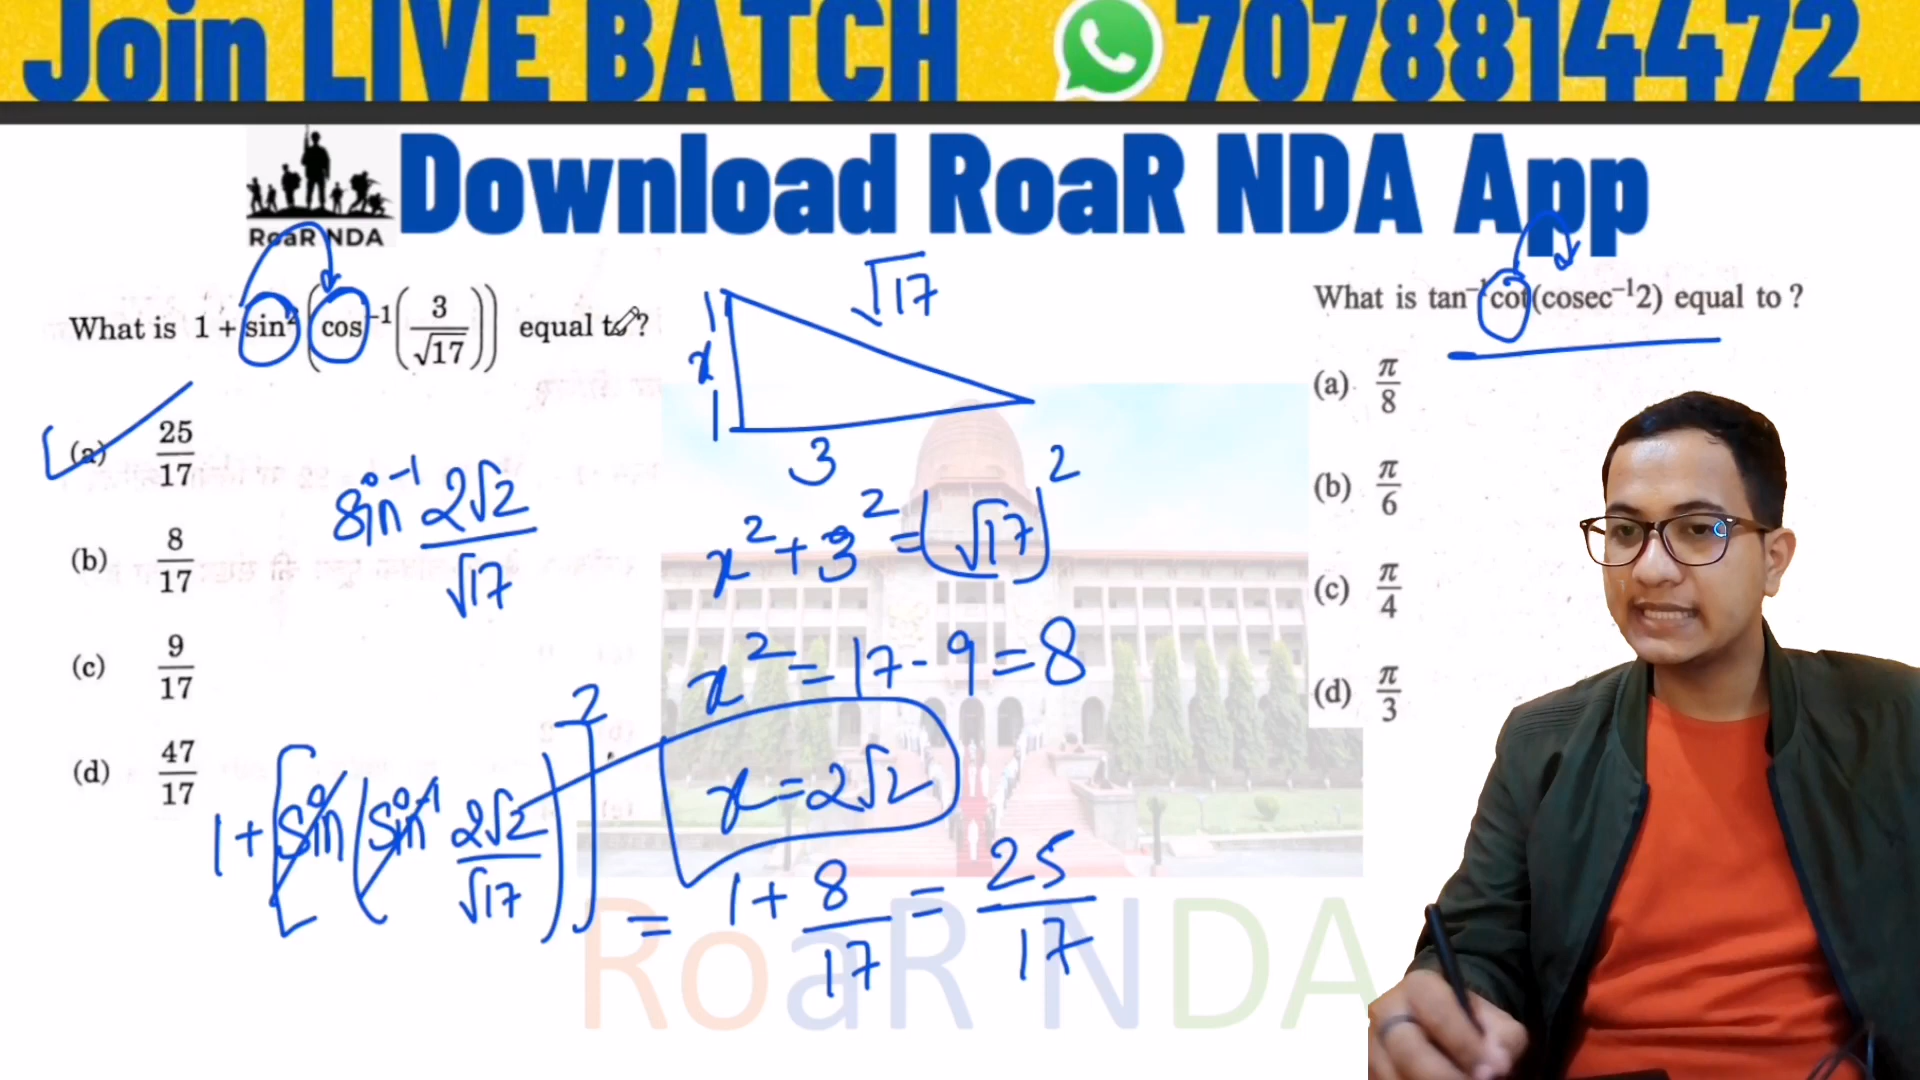 Join LIVE BATCH 7078814472
Download RoaR NDA App
RoaR NDA
What is 1 + sin² (cos⁻¹(3/√17)) equal to?
(a) 25/17
(b) 8/17
(c) 9/17
(d) 47/17
sin⁻¹ 2√2/√17
1 + [sin (sin⁻¹ 2√2/√17)]²
√17
x
3
x² + 3² = (√17)²
x² = 17 - 9 = 8
x = 2√2
= 1 + 8/17 = 25/17
What is tan⁻¹ cot(cosec⁻¹2) equal to ?
(a) π/8
(b) π/6
(c) π/4
(d) π/3
RoaR NDA